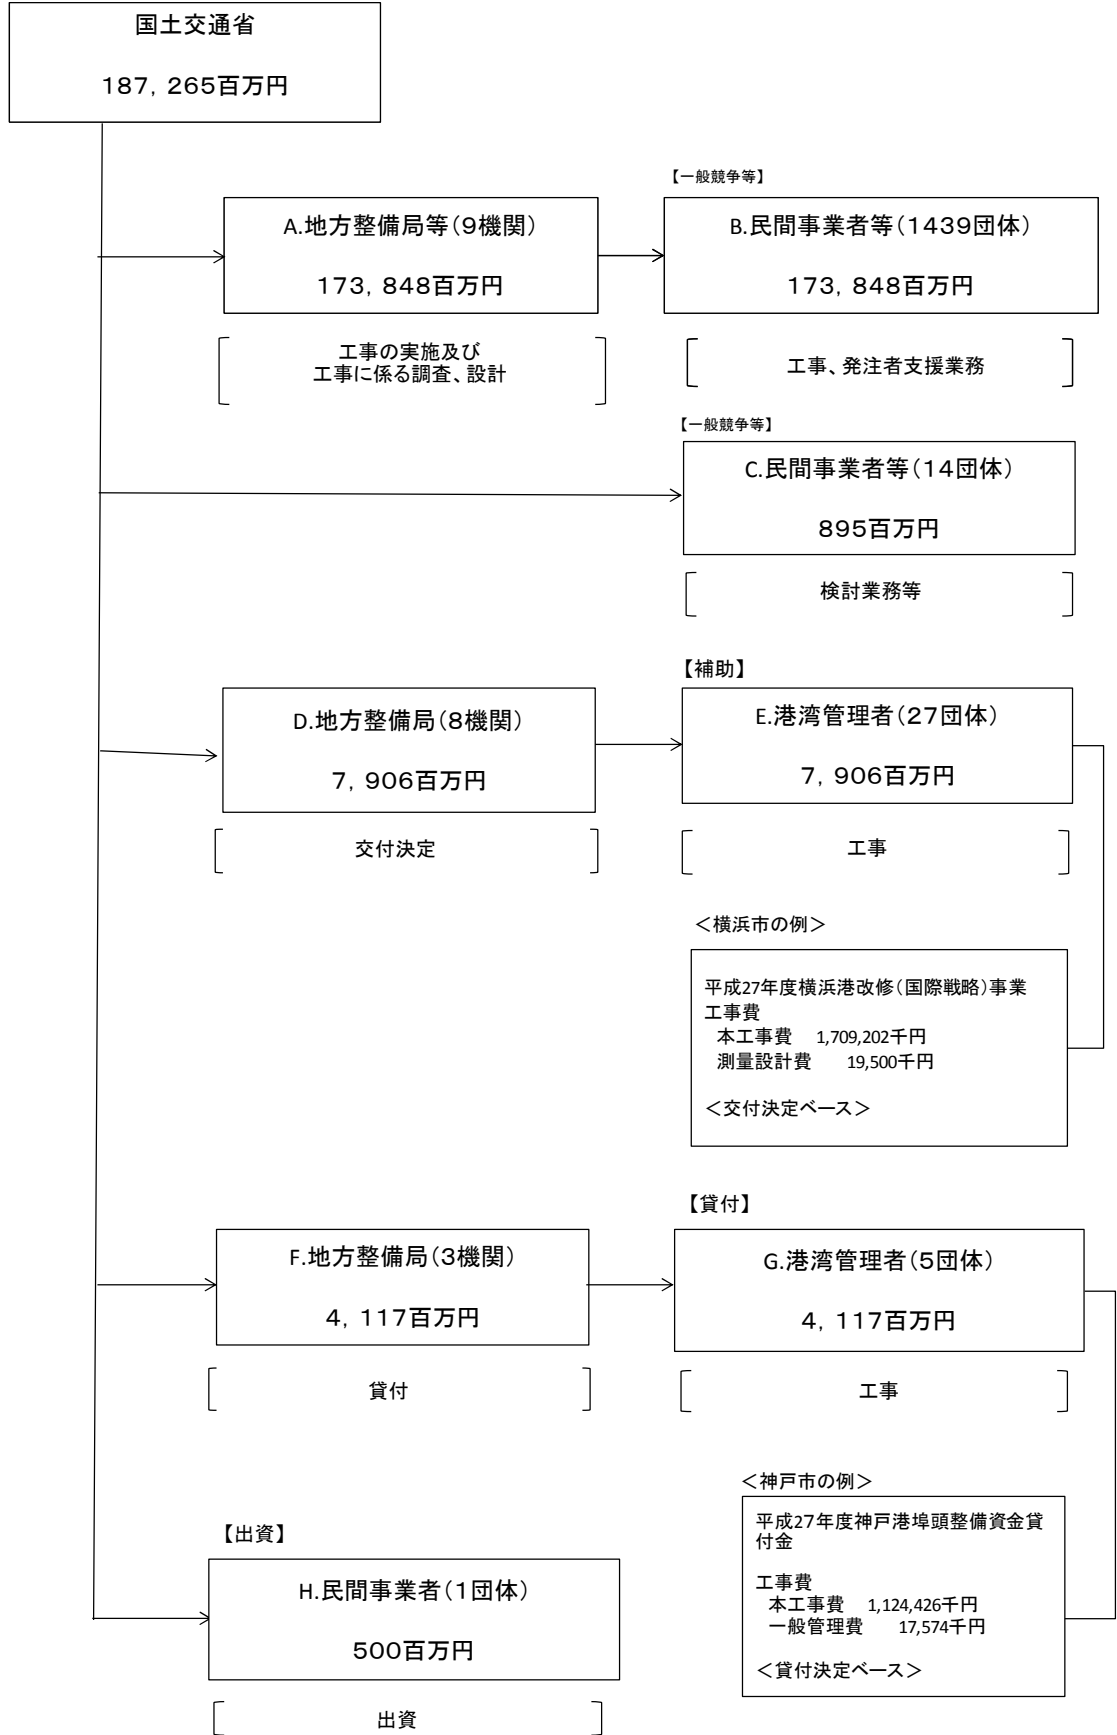 国土交通省
187，265百万円
【一般競争等】
A.地方整備局等（9機関）
173，848百万円
B.民間事業者等（1439団体）
173，848百万円
工事の実施及び
工事に係る調査、設計
工事、発注者支援業務
【一般競争等】
C.民間事業者等（14団体）
895百万円
検討業務等
【補助】
D.地方整備局（8機関）
7，906百万円
E.港湾管理者（27団体）
7，906百万円
交付決定
工事
＜横浜市の例＞
平成27年度横浜港改修（国際戦略）事業
工事費
本工事費　1,709,202千円
測量設計費　19,500千円
＜交付決定ベース＞
【貸付】
F.地方整備局（3機関）
4，117百万円
G.港湾管理者（5団体）
4，117百万円
貸付
工事
＜神戸市の例＞
平成27年度神戸港埠頭整備資金貸
付金
工事費
本工事費　1,124,426千円
一般管理費　17,574千円
＜貸付決定ベース＞
【出資】
H.民間事業者（1団体）
500百万円
出資